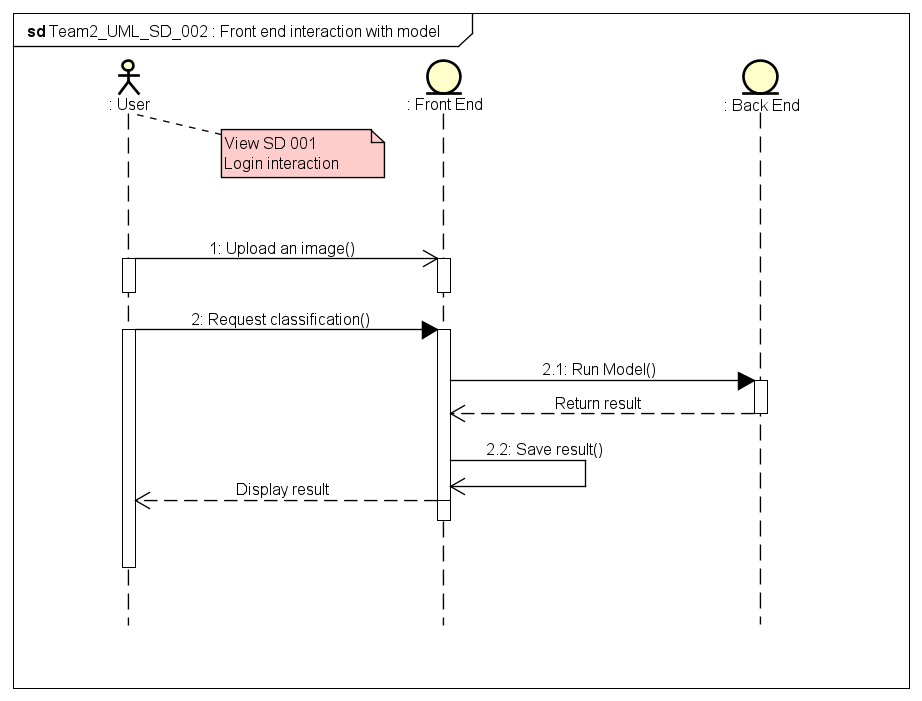 sd Team2_UML_SD_002 : Front end interaction with model
: User
: Front End
: Back End
View SD 001
Login interaction
1: Upload an image()
2: Request classification()
2.1: Run Model()
Return result
2.2: Save result()
Display result